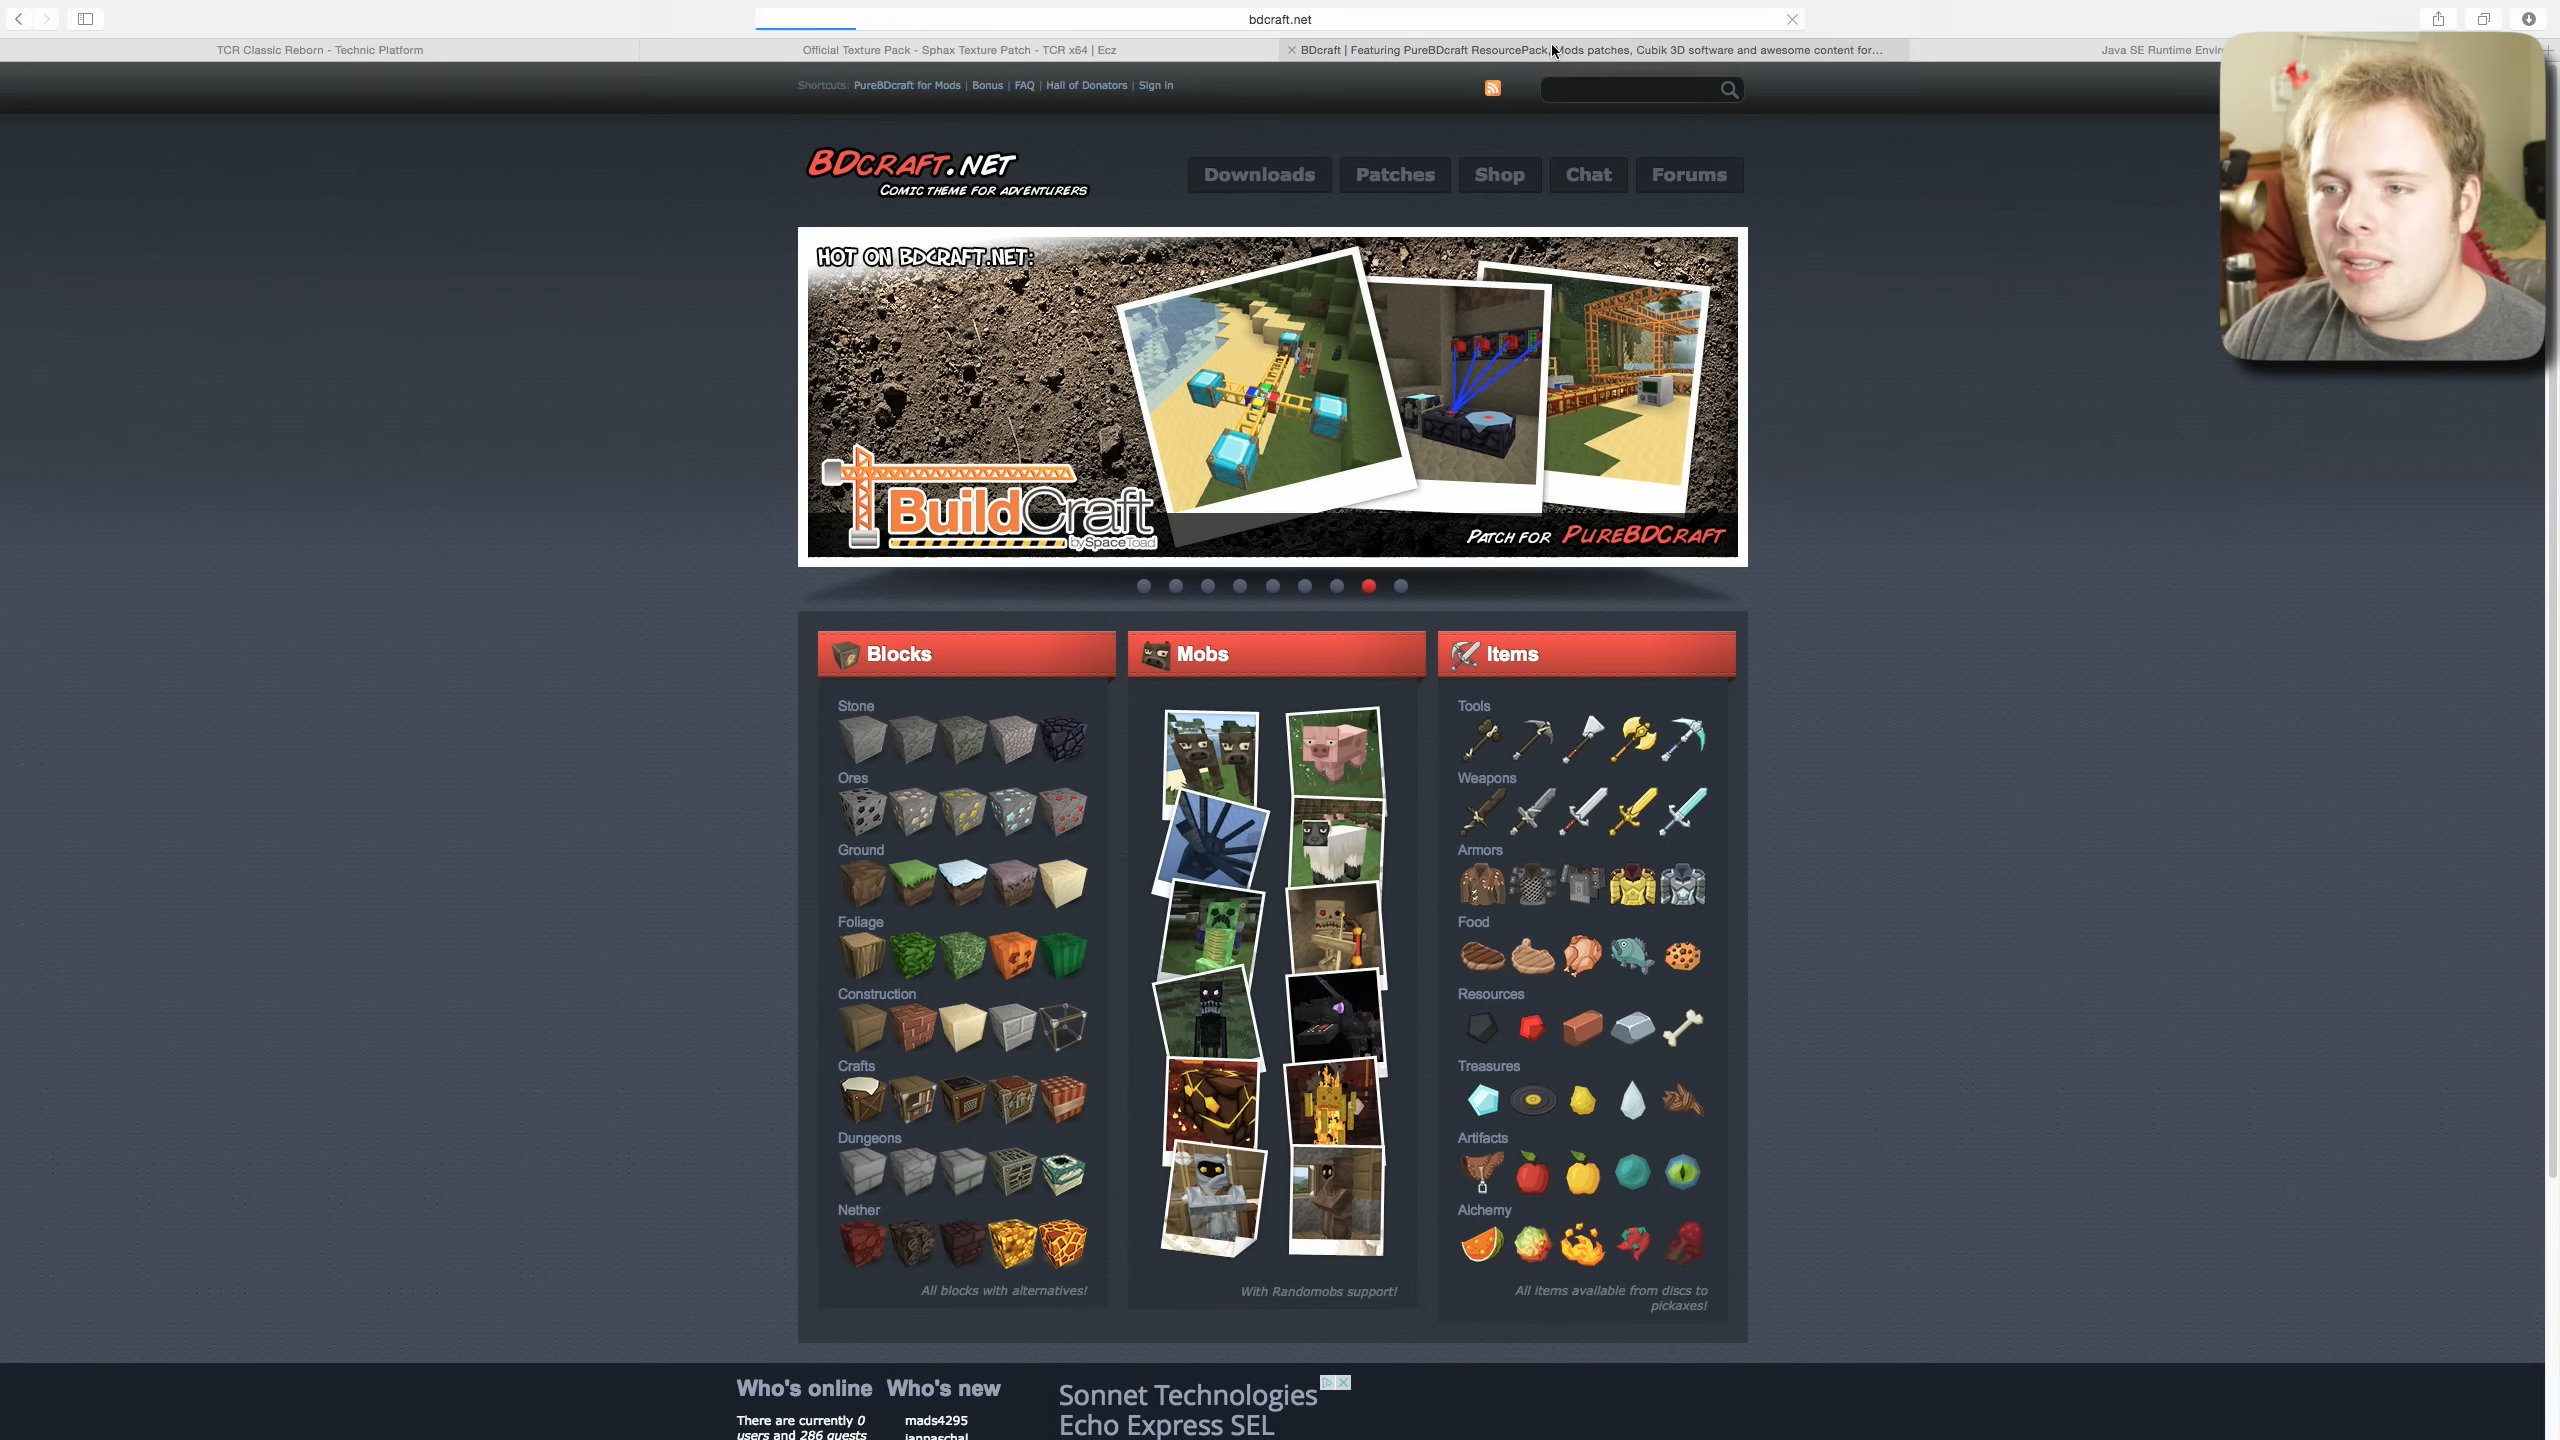 bdcraft.net
TCR Classic Reborn - Technic Platform
Official Texture Pack - Sphax Texture Patch - TCR x64 | Ecz
BDcraft | Featuring PureBDcraft ResourcePack, Mods patches, Cubik 3D software and awesome content for...
Java SE Runtime
Shortcuts: PureBDcraft for Mods | Bonus | FAQ | Hall of Donators | Sign in
BDCRAFT.NET
COMIC THEME FOR ADVENTURERS
Downloads
Patches
Shop
Chat
Forums
HOT ON BDCRAFT.NET:
BuildCraft
by SpaceToad
PATCH FOR PUREBDCRAFT
Blocks
Mobs
Items
Stone
Ores
Ground
Foliage
Construction
Crafts
Dungeons
Nether
All blocks with alternatives!
With Randomobs support!
Tools
Weapons
Armors
Food
Resources
Treasures
Artifacts
Alchemy
All items available from discs to
pickaxes!
Who's online
There are currently 0
users and 286 guests
Who's new
mads4295
jannaschal
Sonnet Technologies
Echo Express SEL